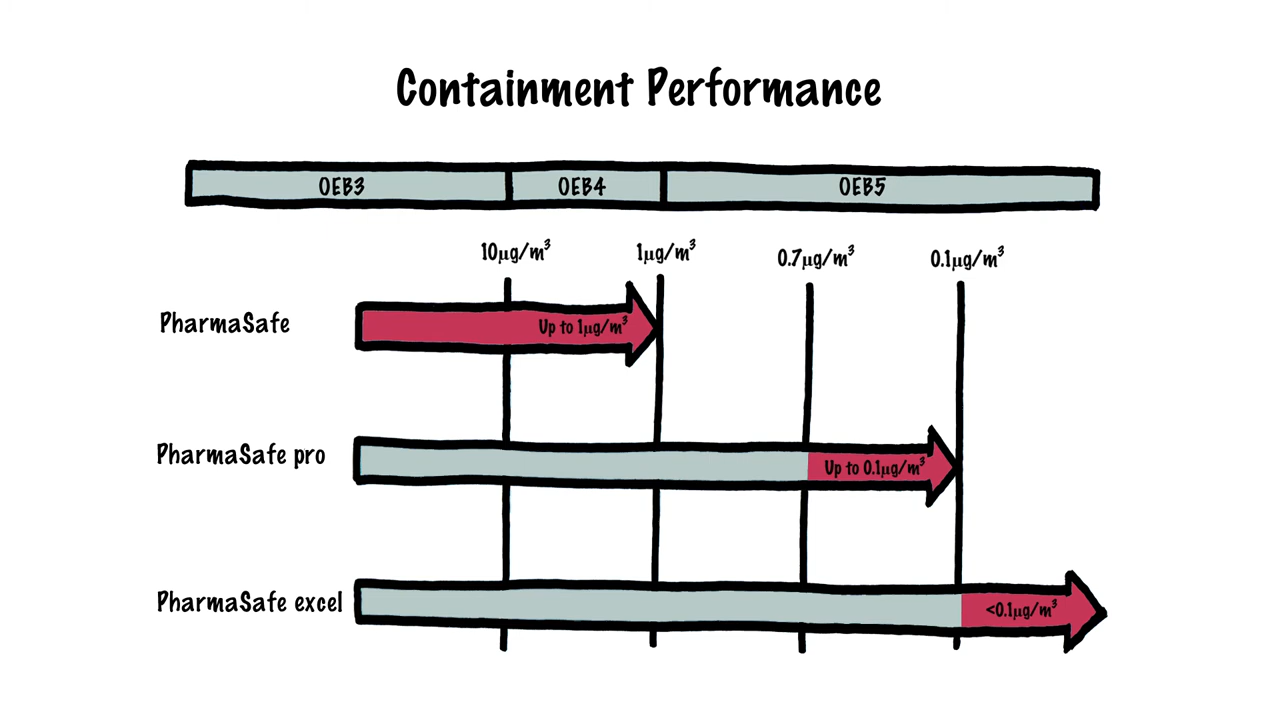 Containment Performance
OEB3 OEB4 OEB5
10µg/m³ 1µg/m³ 0.7µg/m³ 0.1µg/m³
PharmaSafe
Up to 1µg/m³
PharmaSafe pro
Up to 0.1µg/m³
PharmaSafe excel
<0.1µg/m³